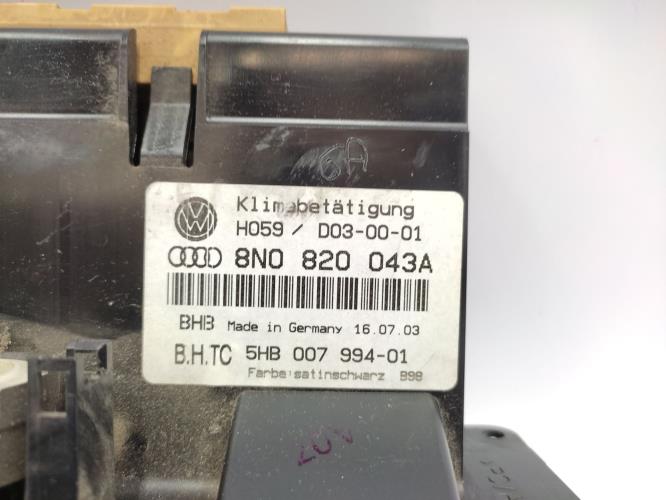 6A
Klimabetätigung
H059 / D03-00-01
8N0 820 043A
BHB Made in Germany 16.07.03
B.H.TC 5HB 007 994-01
Farbe:satinschwarz B98